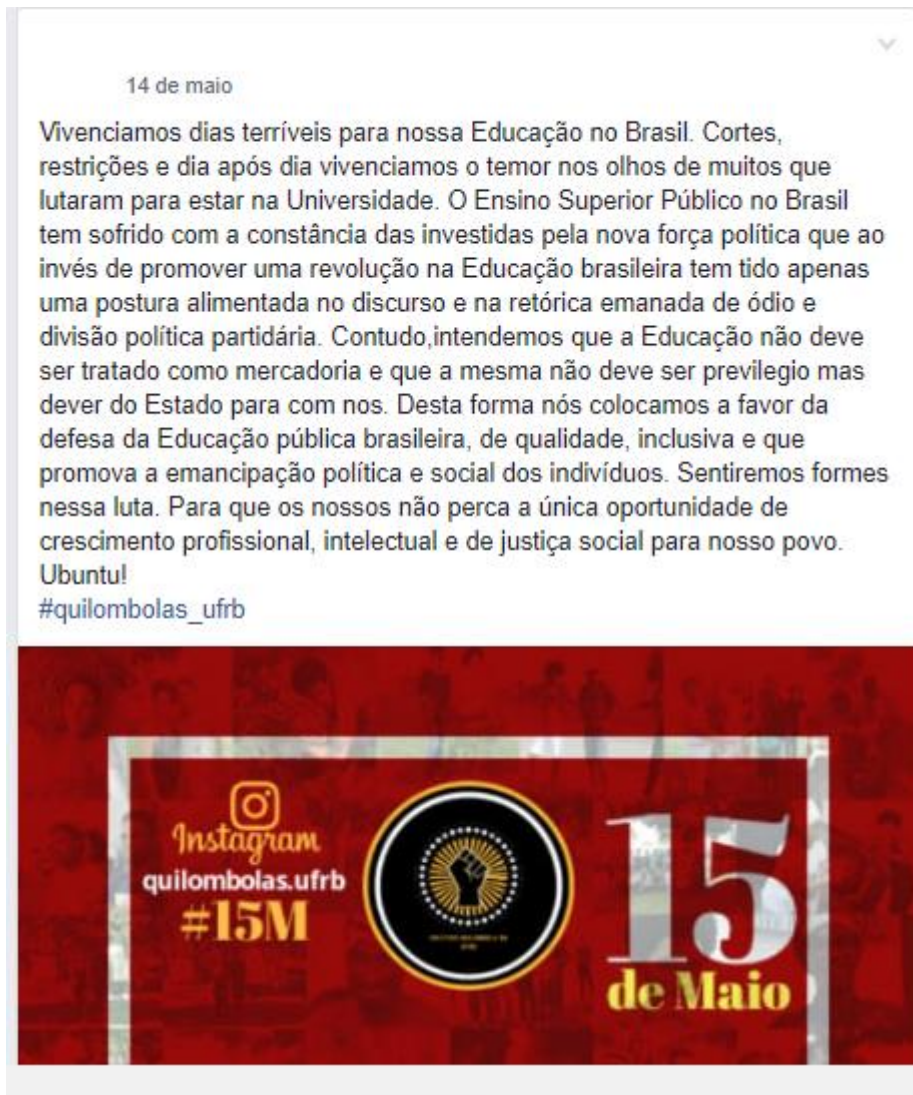 14 de maio
Vivenciamos dias terríveis para nossa Educação no Brasil. Cortes,
restrições e dia após dia vivenciamos o temor nos olhos de muitos que
lutaram para estar na Universidade. O Ensino Superior Público no Brasil
tem sofrido com a constância das investidas pela nova força política que ao
invés de promover uma revolução na Educação brasileira tem tido apenas
uma postura alimentada no discurso e na retórica emanada de ódio e
divisão política partidária. Contudo,intendemos que a Educação não deve
ser tratado como mercadoria e que a mesma não deve ser previlegio mas
dever do Estado para com nos. Desta forma nós colocamos a favor da
defesa da Educação pública brasileira, de qualidade, inclusiva e que
promova a emancipação política e social dos indivíduos. Sentiremos formes
nessa luta. Para que os nossos não perca a única oportunidade de
crescimento profissional, intelectual e de justiça social para nosso povo.
Ubuntu!
#quilombolas_ufrb
Instagram
quilombolas.ufrb
#15M
15
de Maio